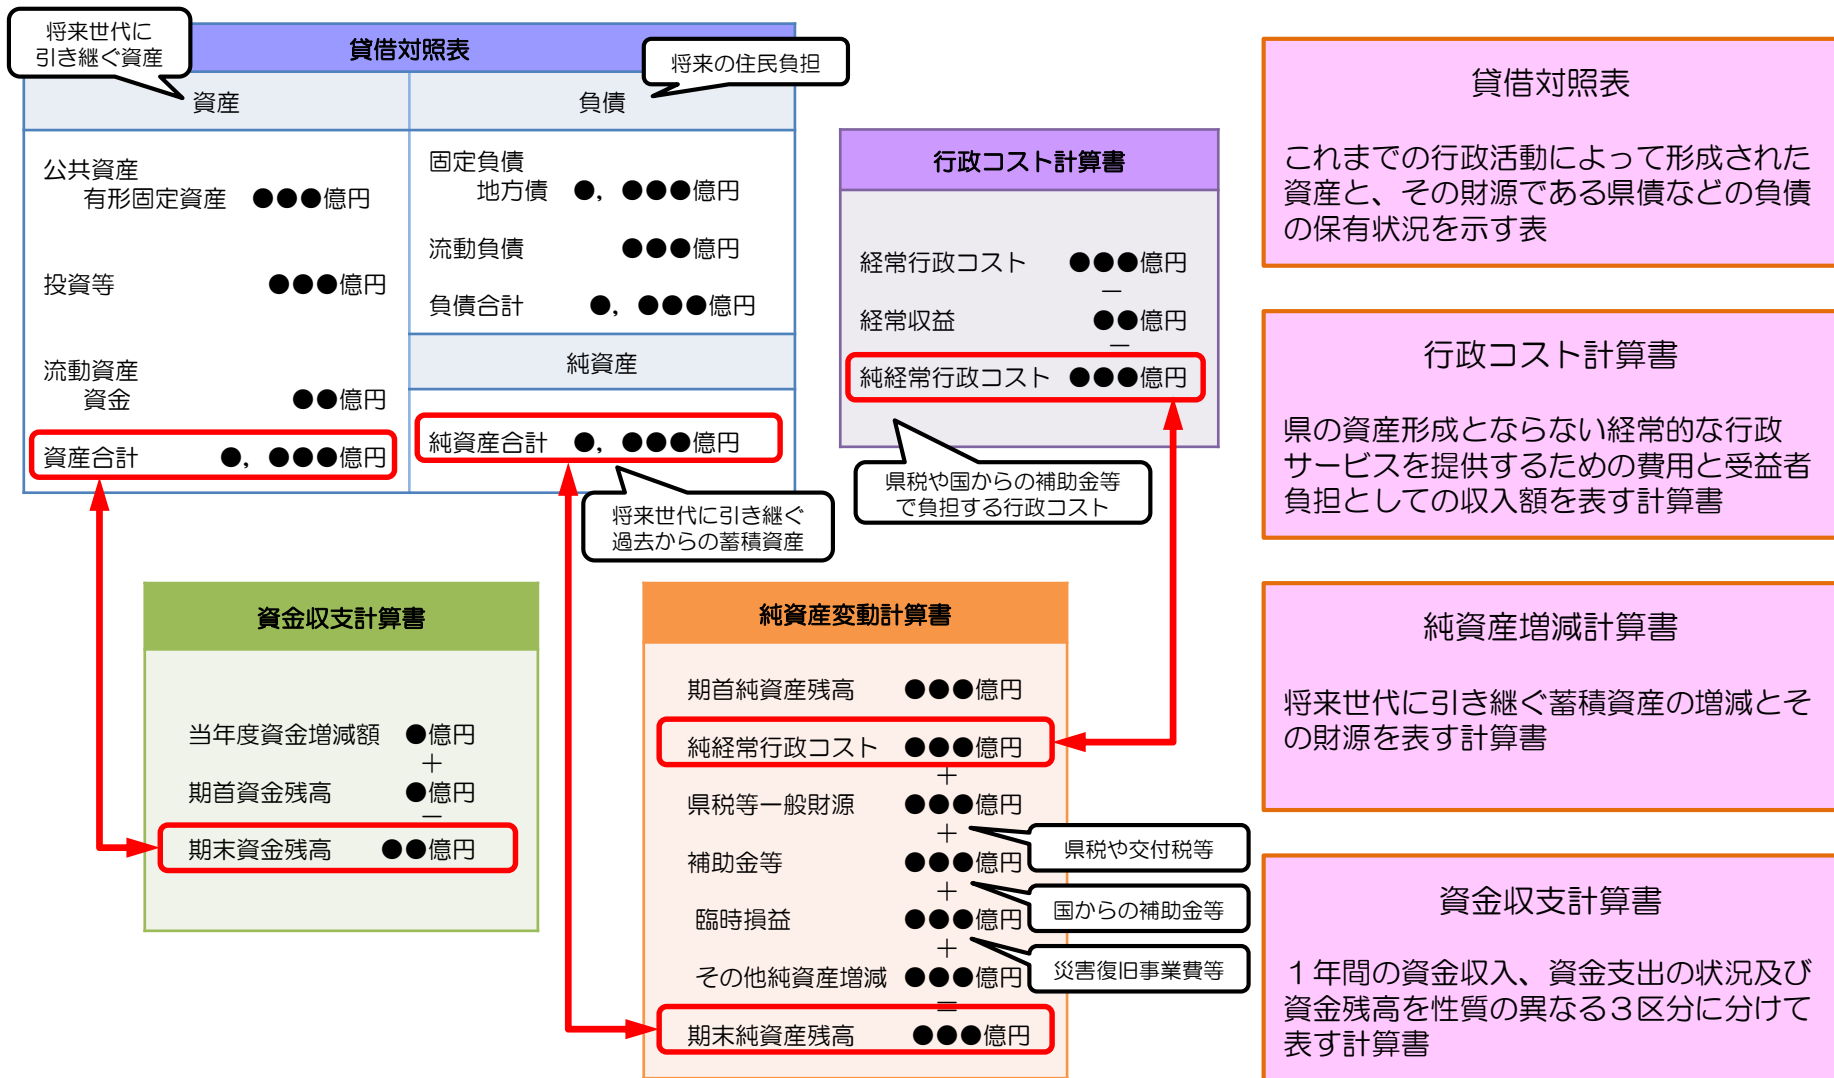 将来世代に
引き継ぐ資産
貸借対照表
将来の住民負担
資産
負債
公共資産
有形固定資産 ●●●億円
投資等 ●●●億円
流動資産
資金 ●●億円
資産合計 ●，●●●億円
固定負債
地方債 ●，●●●億円
流動負債 ●●●億円
負債合計 ●，●●●億円
純資産
純資産合計 ●，●●●億円
将来世代に引き継ぐ
過去からの蓄積資産
行政コスト計算書
経常行政コスト ●●●億円
－
経常収益 ●●億円
＝
純経常行政コスト ●●●億円
県税や国からの補助金等
で負担する行政コスト
資金収支計算書
当年度資金増減額 ●億円
＋
期首資金残高 ●億円
＝
期末資金残高 ●●億円
純資産変動計算書
期首純資産残高 ●●●億円
純経常行政コスト ●●●億円
＋
県税等一般財源 ●●●億円
＋
県税や交付税等
補助金等 ●●●億円
＋
国からの補助金等
臨時損益 ●●●億円
＋
災害復旧事業費等
その他純資産増減 ●●●億円
＝
期末純資産残高 ●●●億円
貸借対照表
これまでの行政活動によって形成された
資産と、その財源である県債などの負債
の保有状況を示す表
行政コスト計算書
県の資産形成とならない経常的な行政
サービスを提供するための費用と受益者
負担としての収入額を表す計算書
純資産増減計算書
将来世代に引き継ぐ蓄積資産の増減とそ
の財源を表す計算書
資金収支計算書
１年間の資金収入、資金支出の状況及び
資金残高を性質の異なる３区分に分けて
表す計算書